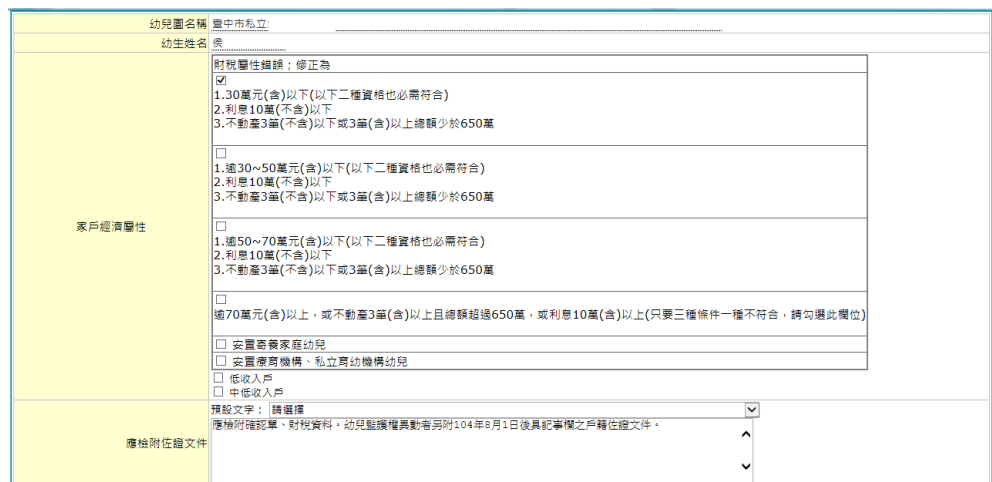 幼兒園名稱 臺中市私立
幼生姓名 侯
家戶經濟屬性
財稅屬性錯誤；修正為
1.30萬元(含)以下(以下二種資格也必需符合)
2.利息10萬(不含)以下
3.不動產3筆(不含)以下或3筆(含)以上總額少於650萬
1.逾30~50萬元(含)以下(以下二種資格也必需符合)
2.利息10萬(不含)以下
3.不動產3筆(不含)以下或3筆(含)以上總額少於650萬
1.逾50~70萬元(含)以下(以下二種資格也必需符合)
2.利息10萬(不含)以下
3.不動產3筆(不含)以下或3筆(含)以上總額少於650萬
逾70萬元(含)以上，或不動產3筆(含)以上且總額超過650萬，或利息10萬(含)以上(只要三種條件一種不符合，請勾選此欄位)
安置寄養家庭幼兒
安置療育機構、私立育幼機構幼兒
低收入戶
中低收入戶
應檢附佐證文件
預設文字： 請選擇
應檢附確認單、財稅資料。幼兒監護權異動者另附104年8月1日後具記事欄之戶籍佐證文件。